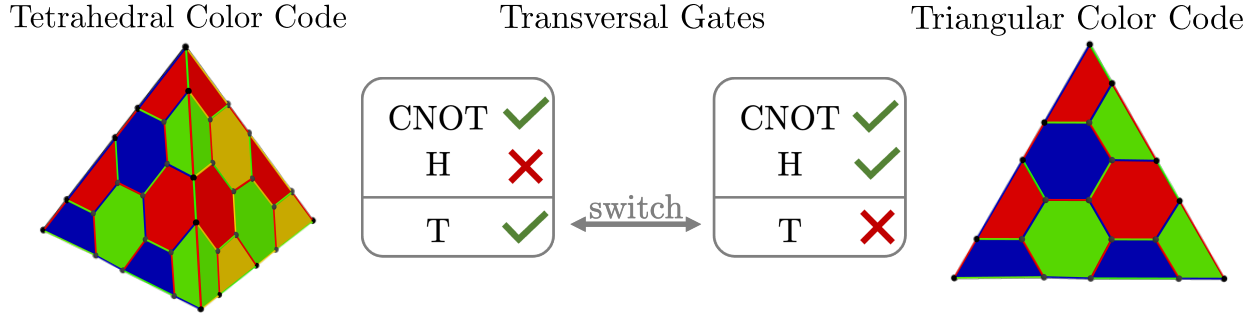 Tetrahedral Color Code
Transversal Gates
Triangular Color Code
CNOT
H
T
switch
CNOT
H
T